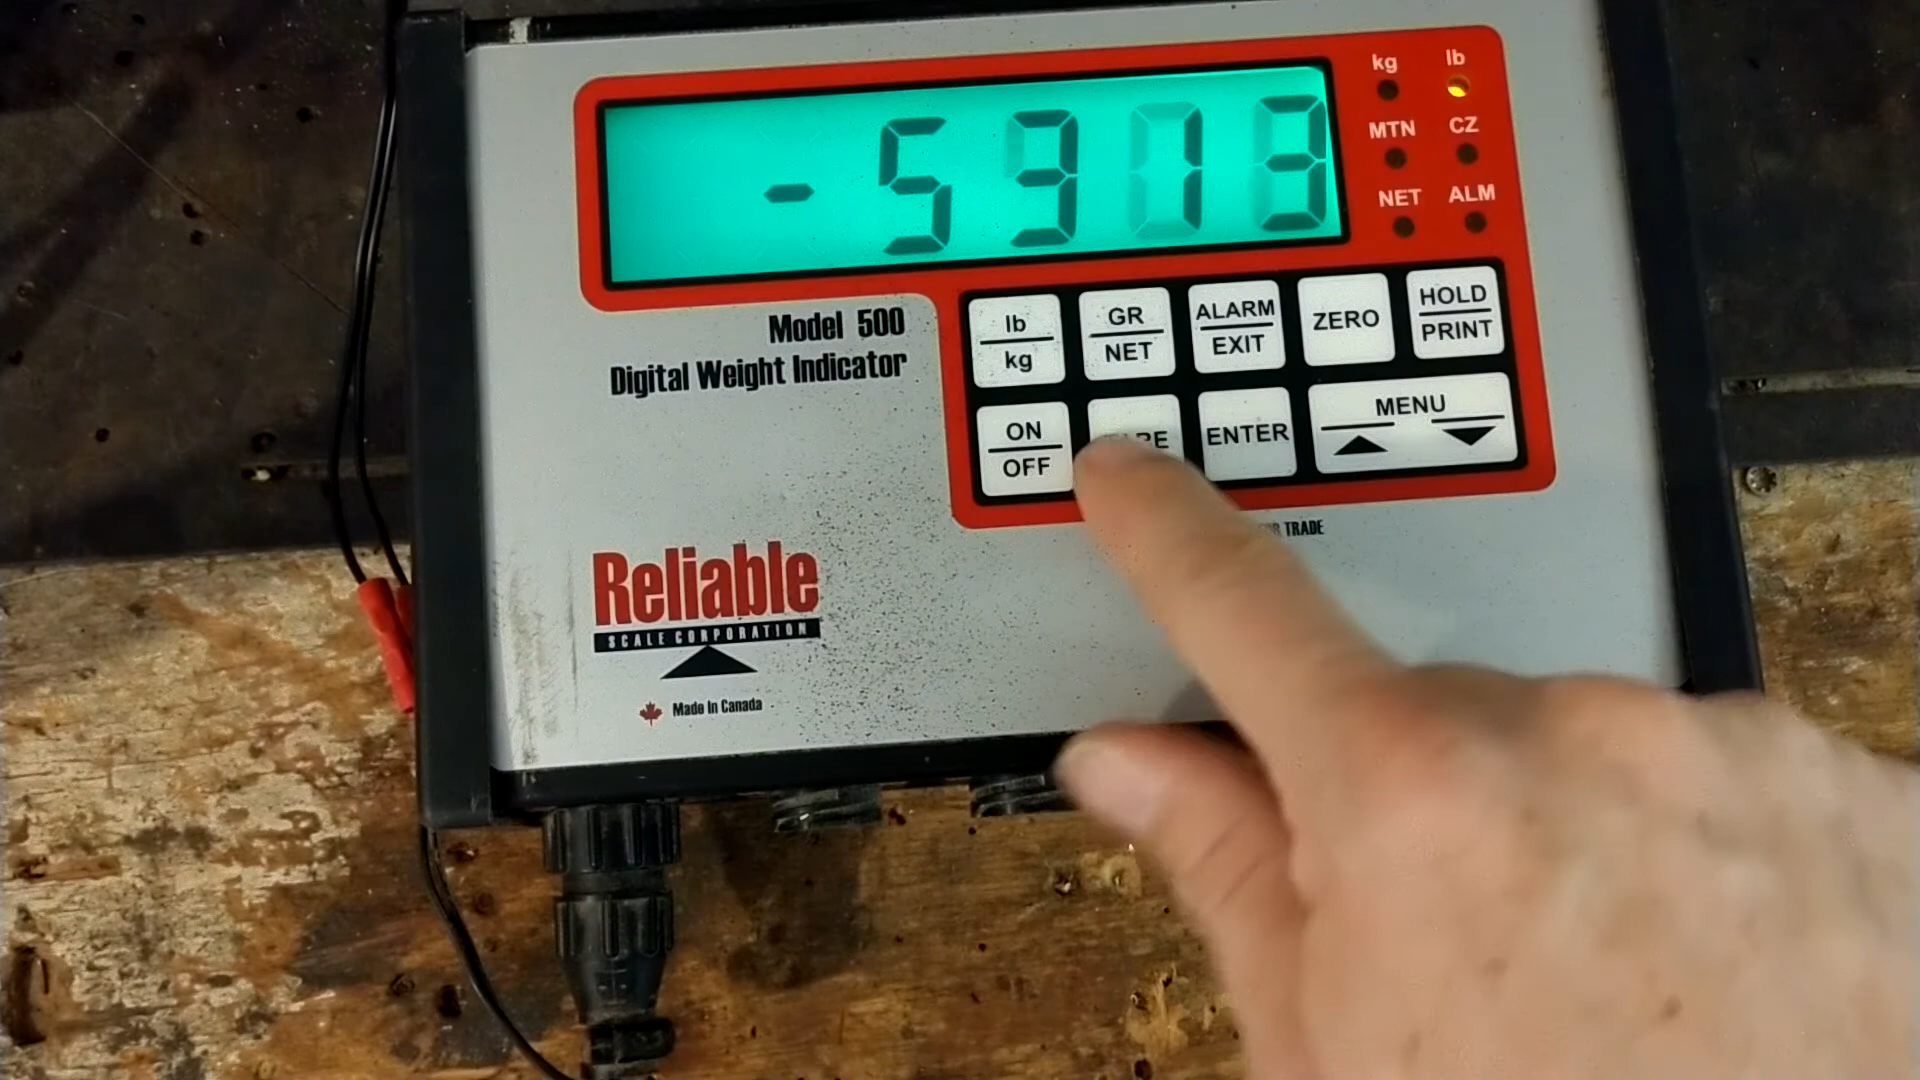 kg lb
-5313
MTN CZ
NET ALM
Model 500
Digital Weight Indicator
lb
kg
GR
NET
ALARM
EXIT
ZERO
HOLD
PRINT
ON
OFF
TARE
ENTER
MENU
FOR TRADE
Reliable
SCALE CORPORATION
Made In Canada